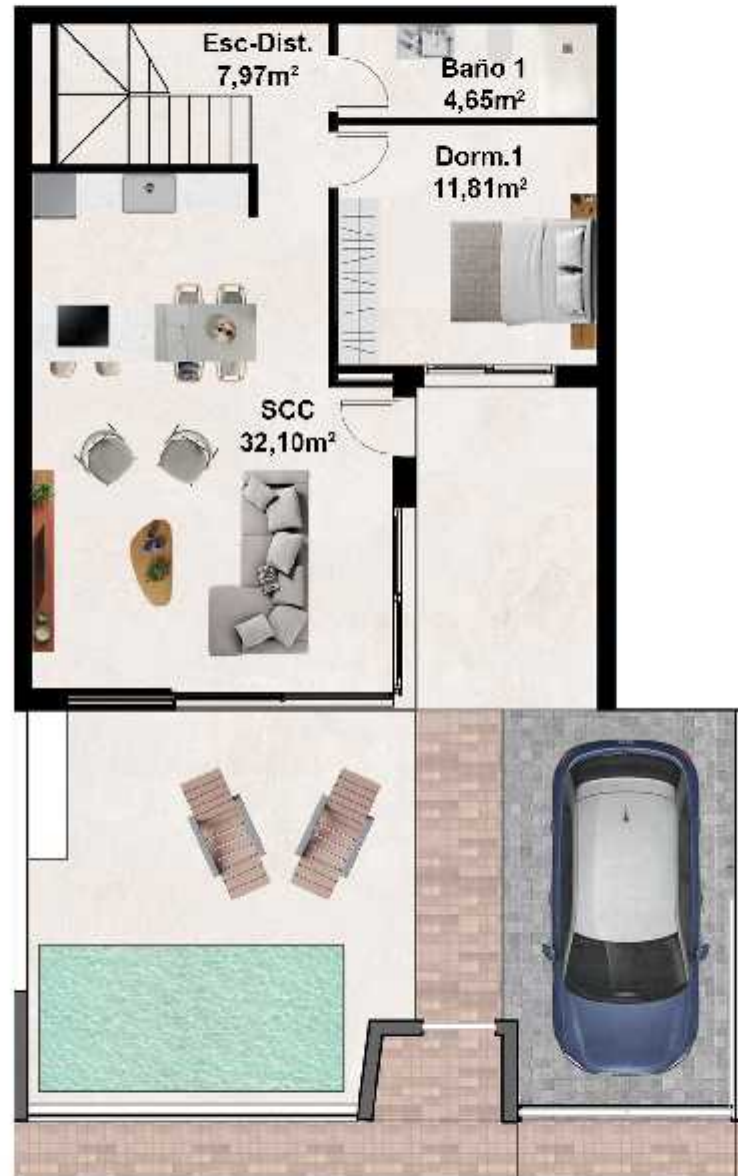 Esc-Dist.
7,97m²
Baño 1
4,65m²
Dorm.1
11,81m²
SCC
32,10m²